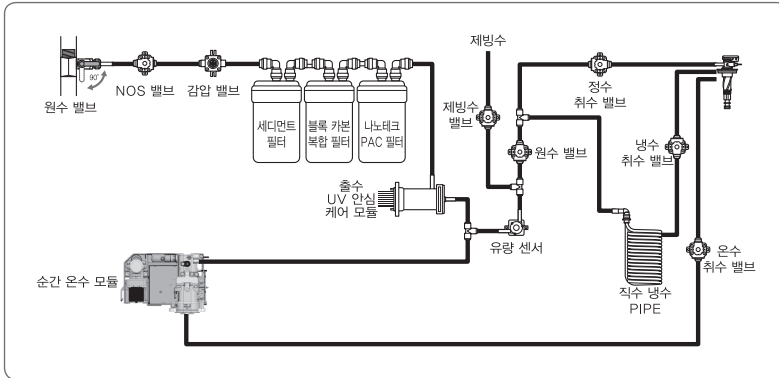 제빙수
90°
원수 밸브
NOS 밸브
감압 밸브
정수
취수 밸브
세디먼트
필터
블록 카본
복합 필터
나노테크
PAC 필터
제빙수
밸브
원수 밸브
냉수
취수 밸브
출수
UV 안심
케어 모듈
유량 센서
온수
취수 밸브
순간 온수 모듈
직수 냉수
PIPE